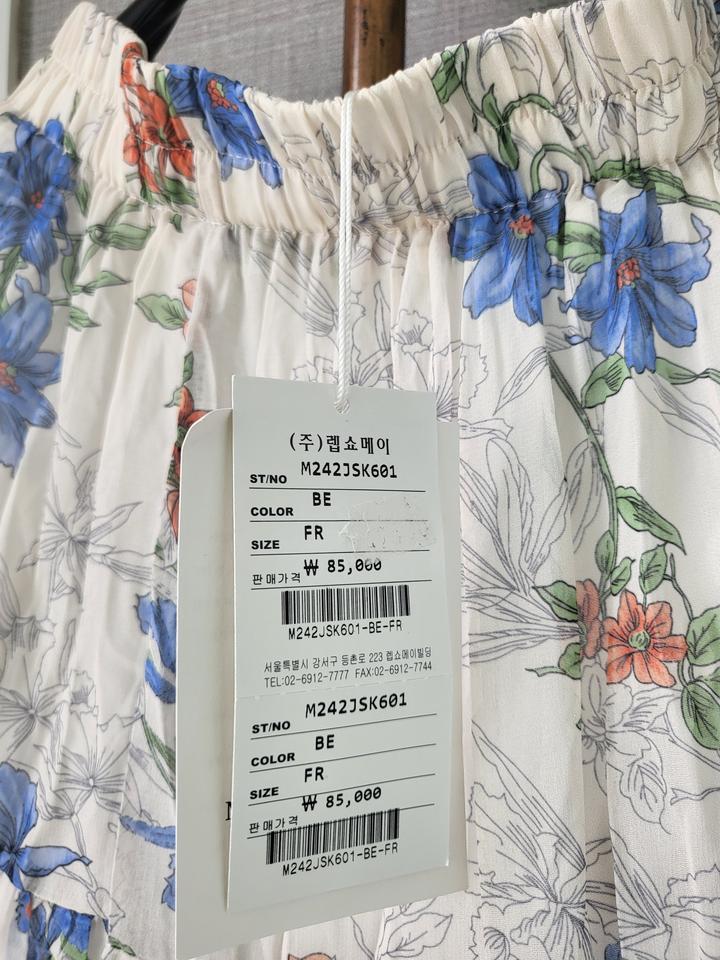 (주)렙쇼메이
ST/NO M242JSK601
COLOR BE
SIZE FR
판매가격 ₩ 85,000
M242JSK601-BE-FR
서울특별시 강서구 등촌로 223 렙쇼메이빌딩
TEL:02-6912-7777 FAX:02-6912-7744
ST/NO M242JSK601
COLOR BE
SIZE FR
판매가격 ₩ 85,000
M242JSK601-BE-FR